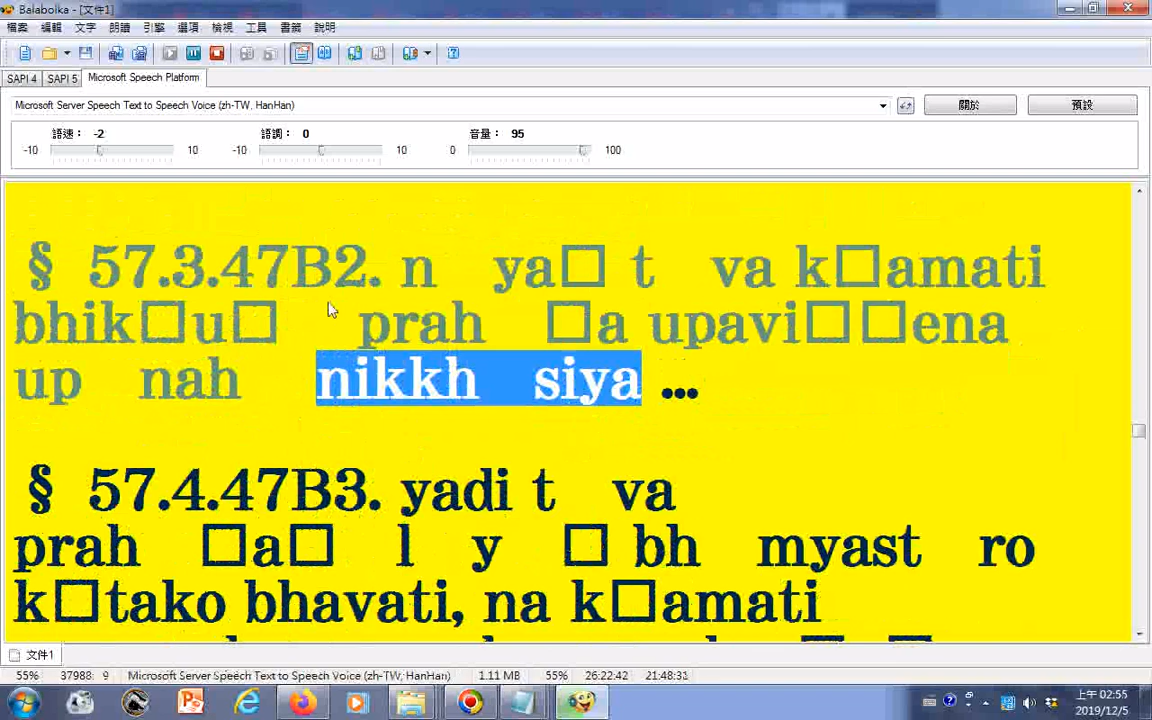 Balabolka - [文件1]
檔案 編輯 文字 朗讀 引擎 選項 檢視 工具 書籤 說明
SAPI 4 SAPI 5 Microsoft Speech Platform
Microsoft Server Speech Text to Speech Voice (zh-TW, HanHan) 關於 預設
語速： -2 語調： 0 音量： 95
-10 10 -10 10 0 100
§ 57.3.47B2. n ya□ t va k□amati
bhik□u□ prah □a upavi□□ena
up nah nikkh siya ...
§ 57.4.47B3. yadi t va
prah □a□ l y □ bh myast ro
k□tako bhavati, na k□amati
文件1
55% 37988: 9 Microsoft Server Speech Text to Speech Voice (zh-TW, HanHan) 1.11 MB 55% 26:22:42 21:48:31
上午 02:55
2019/12/5